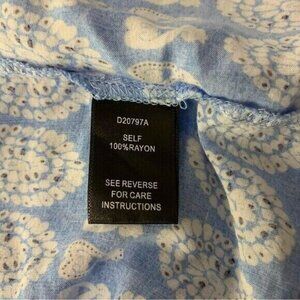 D20797A
SELF
100%RAYON
SEE REVERSE
FOR CARE
INSTRUCTIONS